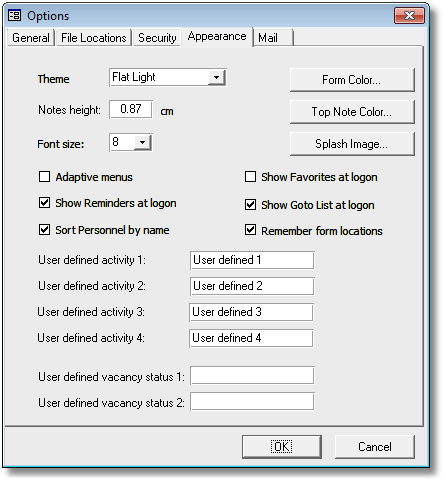 Options
General File Locations Security Appearance Mail
Theme Flat Light Form Color...
Notes height: 0.87 cm Top Note Color...
Font size: 8 Splash Image...
Adaptive menus Show Favorites at logon
Show Reminders at logon Show Goto List at logon
Sort Personnel by name Remember form locations
User defined activity 1: User defined 1
User defined activity 2: User defined 2
User defined activity 3: User defined 3
User defined activity 4: User defined 4
User defined vacancy status 1:
User defined vacancy status 2:
OK Cancel